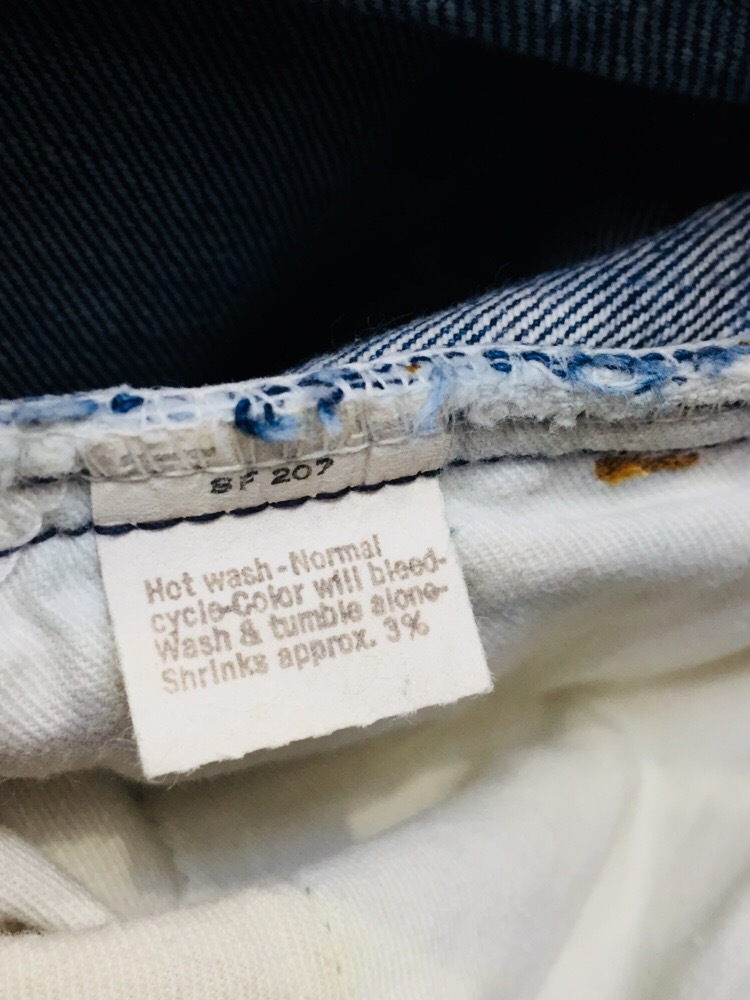 SF 207
Hot wash-Normal
cycle-Color will bleed-
Wash & tumble alone-
Shrinks approx. 3%